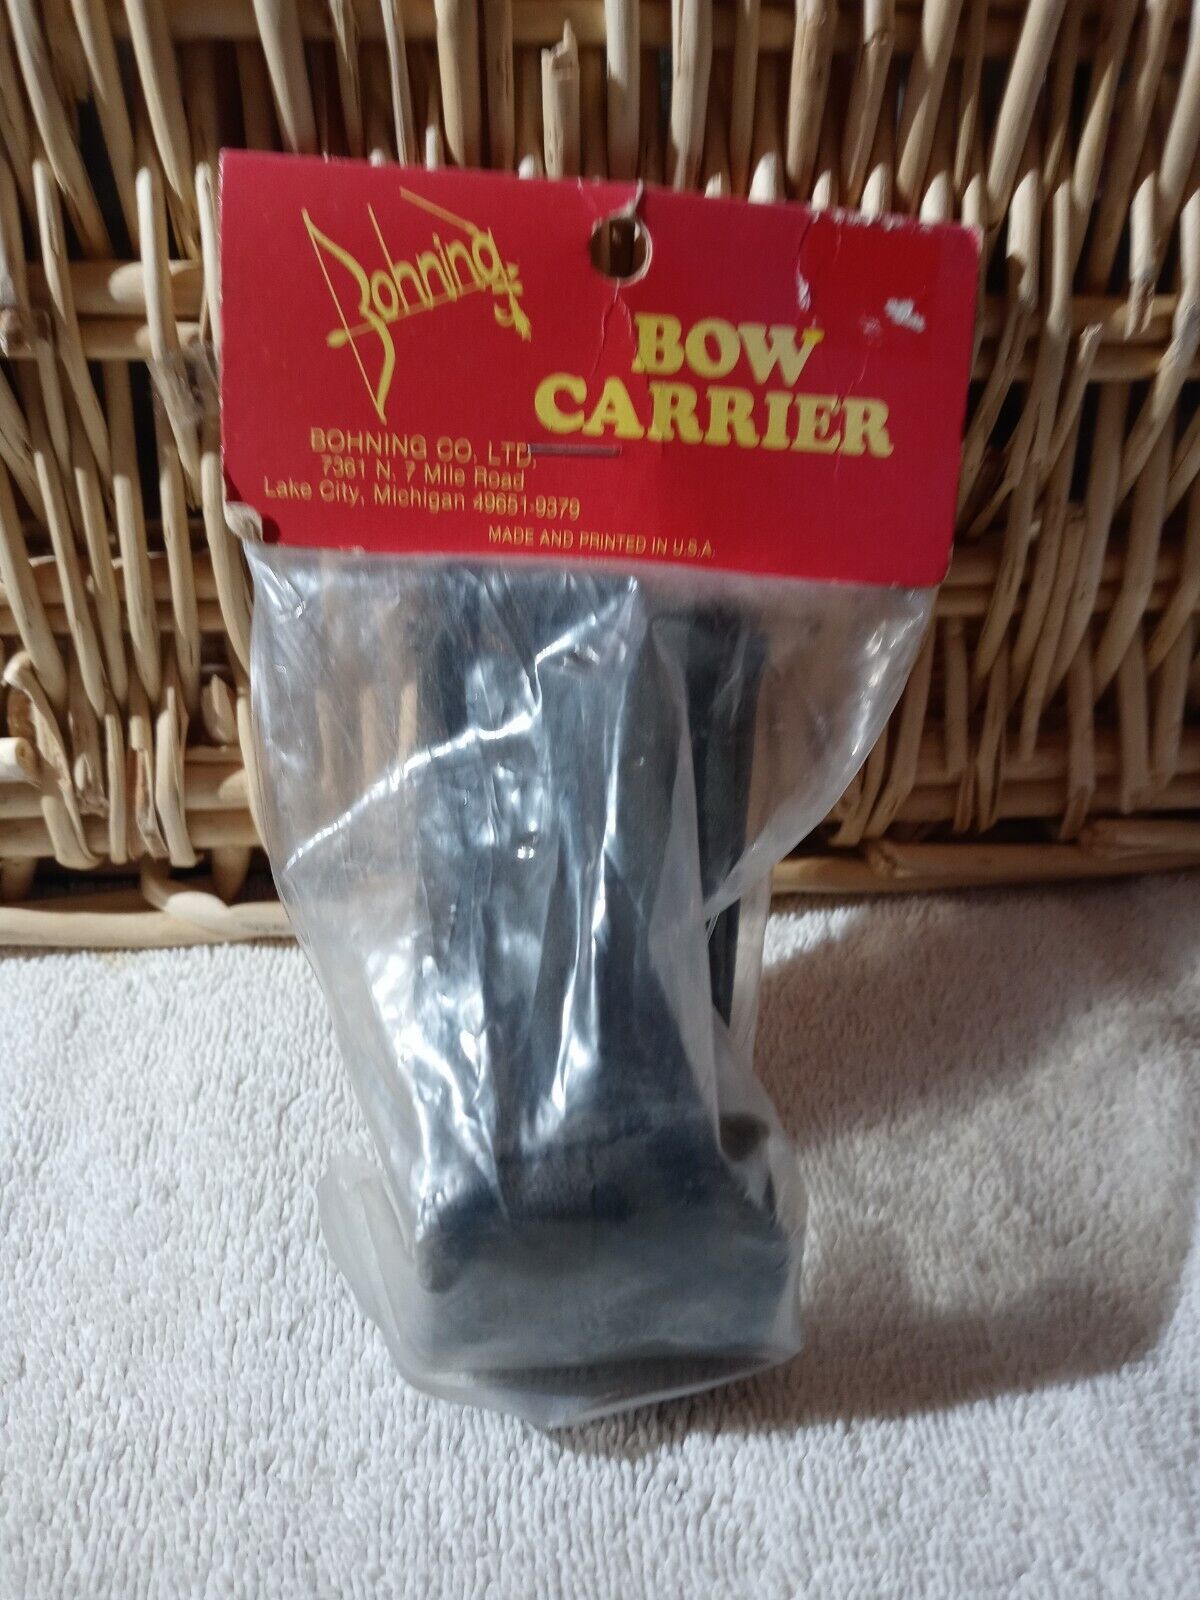 Bohning
BOW
CARRIER
BOHNING CO. LTD.
7361 N. 7 Mile Road
Lake City, Michigan 49651-9379
MADE AND PRINTED IN U.S.A.